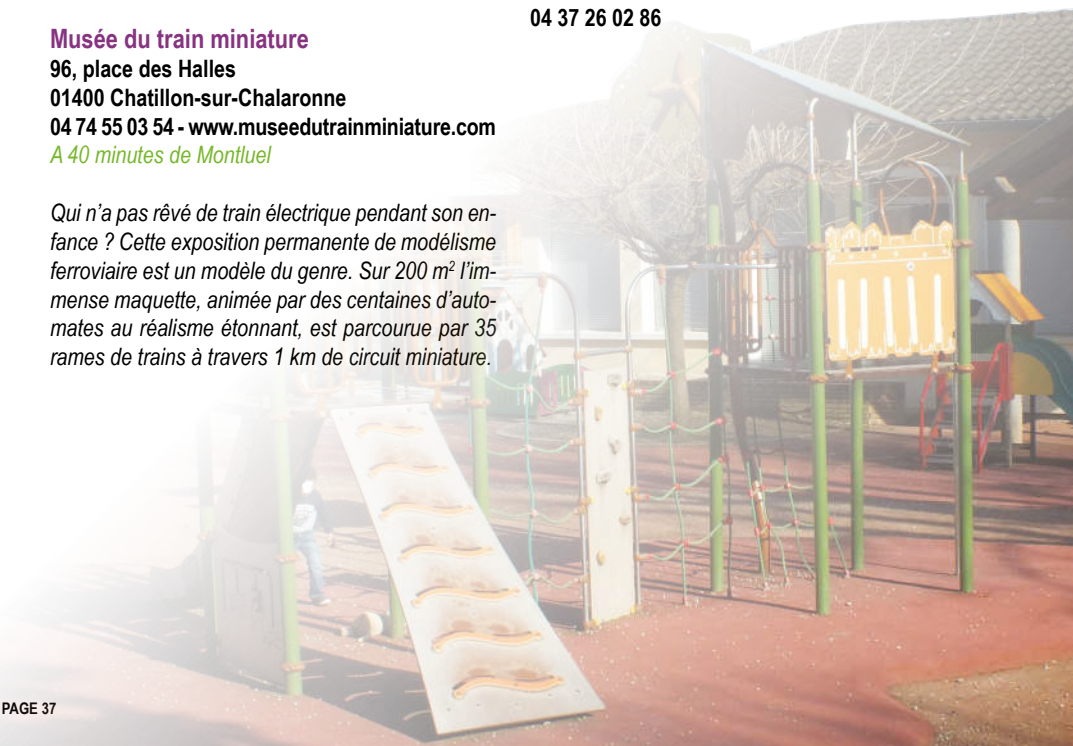 04 37 26 02 86
Musée du train miniature
96, place des Halles
01400 Chatillon-sur-Chalaronne
04 74 55 03 54 - www.museedutrainminiature.com
A 40 minutes de Montluel
Qui n'a pas rêvé de train électrique pendant son en-
fance ? Cette exposition permanente de modélisme
ferroviaire est un modèle du genre. Sur 200 m² l'im-
mense maquette, animée par des centaines d'auto-
mates au réalisme étonnant, est parcourue par 35
rames de trains à travers 1 km de circuit miniature.
PAGE 37